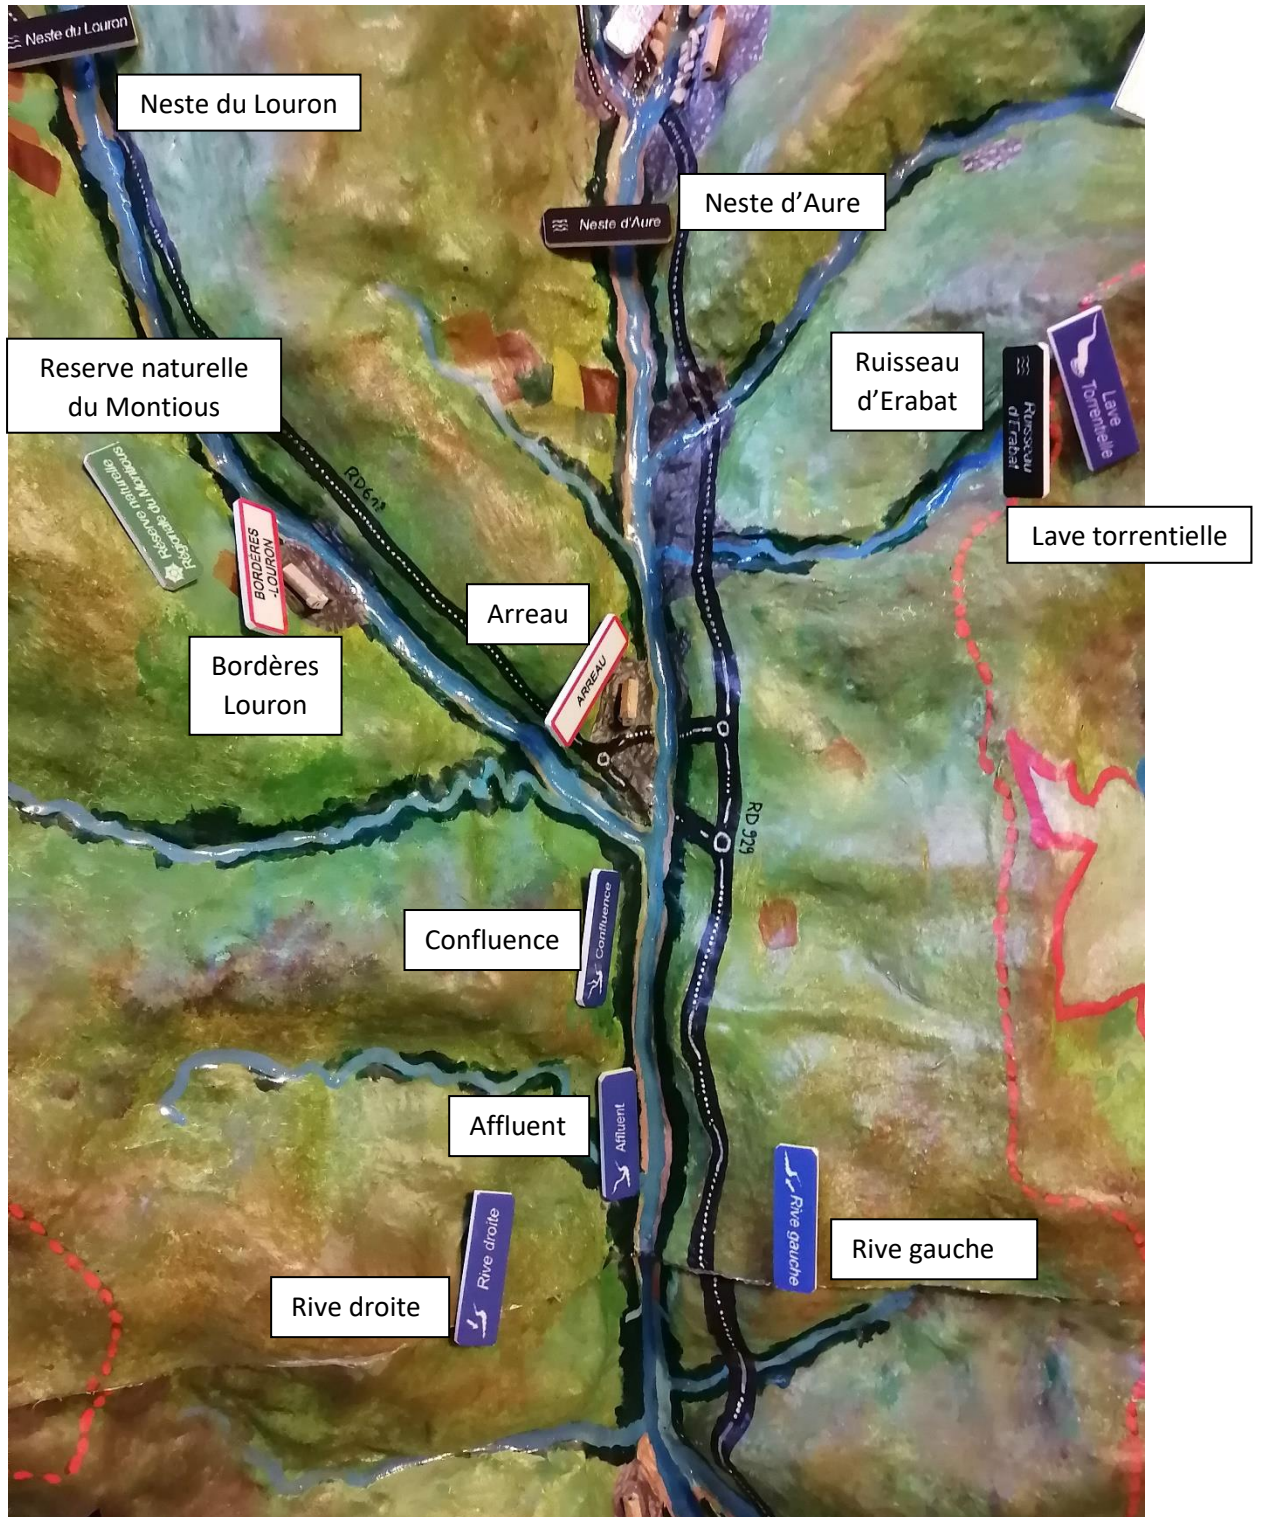 Neste du Louron
Neste du Louron
Neste d'Aure
Neste d’Aure
Ruisseau
d’Erabat
Ruisseau
d'Erabat
Lave
Torrentielle
Lave torrentielle
Reserve naturelle
du Montious
Réserve naturelle
Régionale du Montious
RD618
BORDÈRES
-LOURON
Bordères
Louron
Arreau
ARREAU
RD 929
Confluence
Confluence
Affluent
Affluent
Rive droite
Rive droite
Rive gauche
Rive gauche